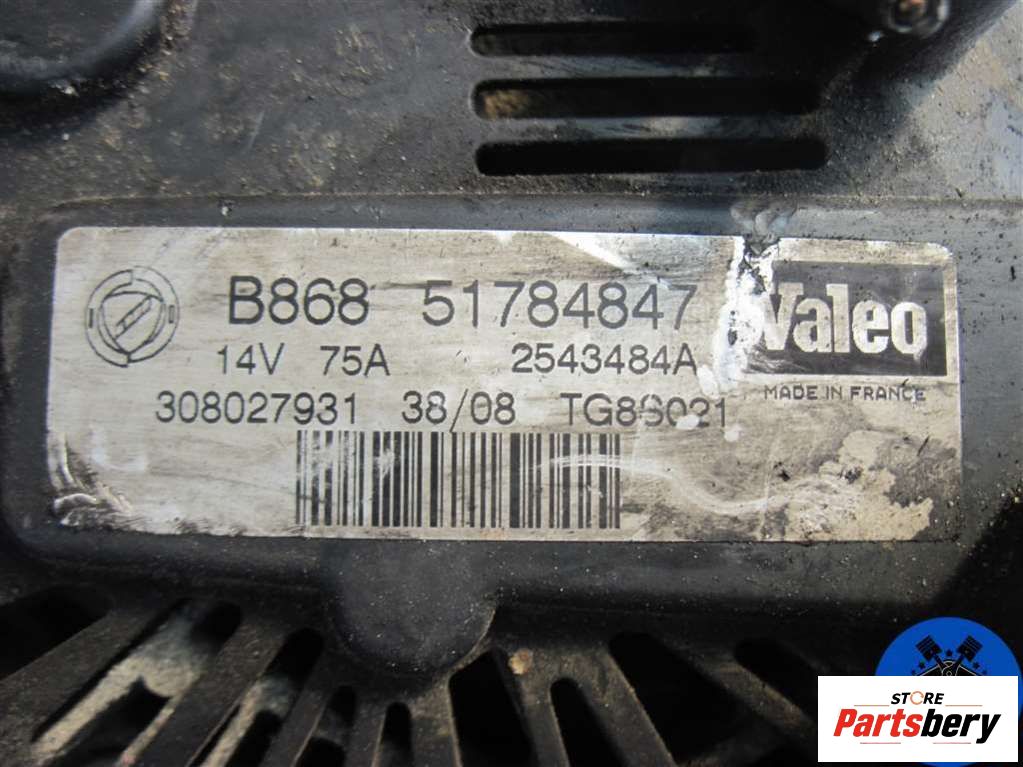 B868 51784847
14V 75A 2543484A
308027931 38/08
Valeo
MADE IN FRANCE
STORE
Partsbery